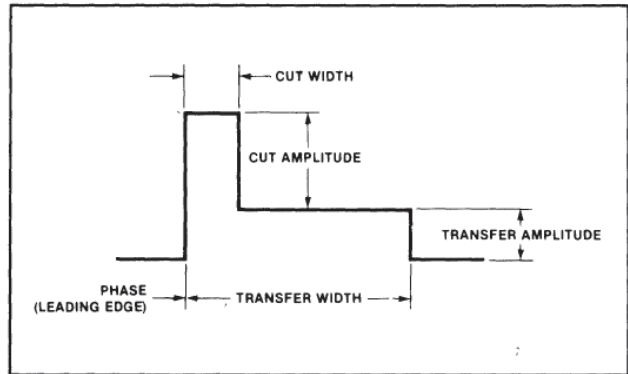 CUT WIDTH
CUT AMPLITUDE
TRANSFER AMPLITUDE
PHASE
(LEADING EDGE)
TRANSFER WIDTH